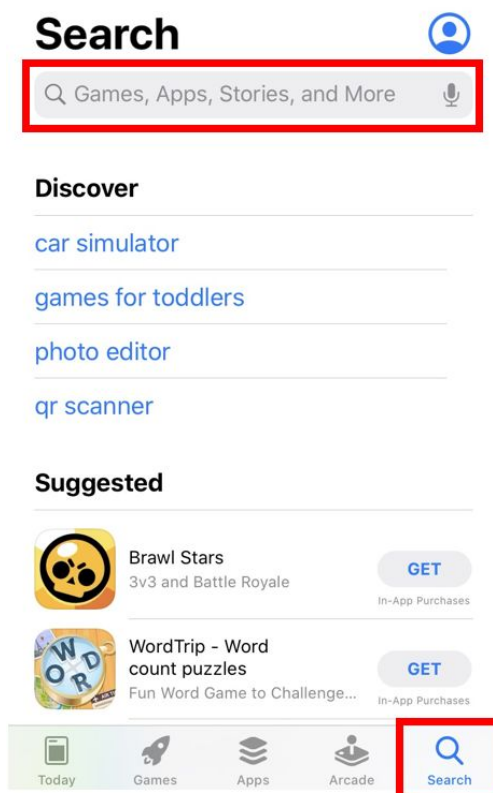 Search
Games, Apps, Stories, and More
Discover
car simulator
games for toddlers
photo editor
qr scanner
Suggested
Brawl Stars
3v3 and Battle Royale
GET
In-App Purchases
WORD
WordTrip - Word
count puzzles
Fun Word Game to Challenge...
GET
In-App Purchases
Today Games Apps Arcade Search